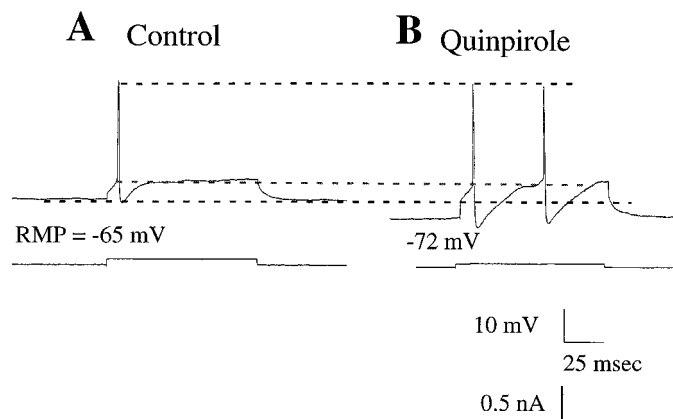 A Control
B Quinpirole
RMP = -65 mV
-72 mV
10 mV
25 msec
0.5 nA